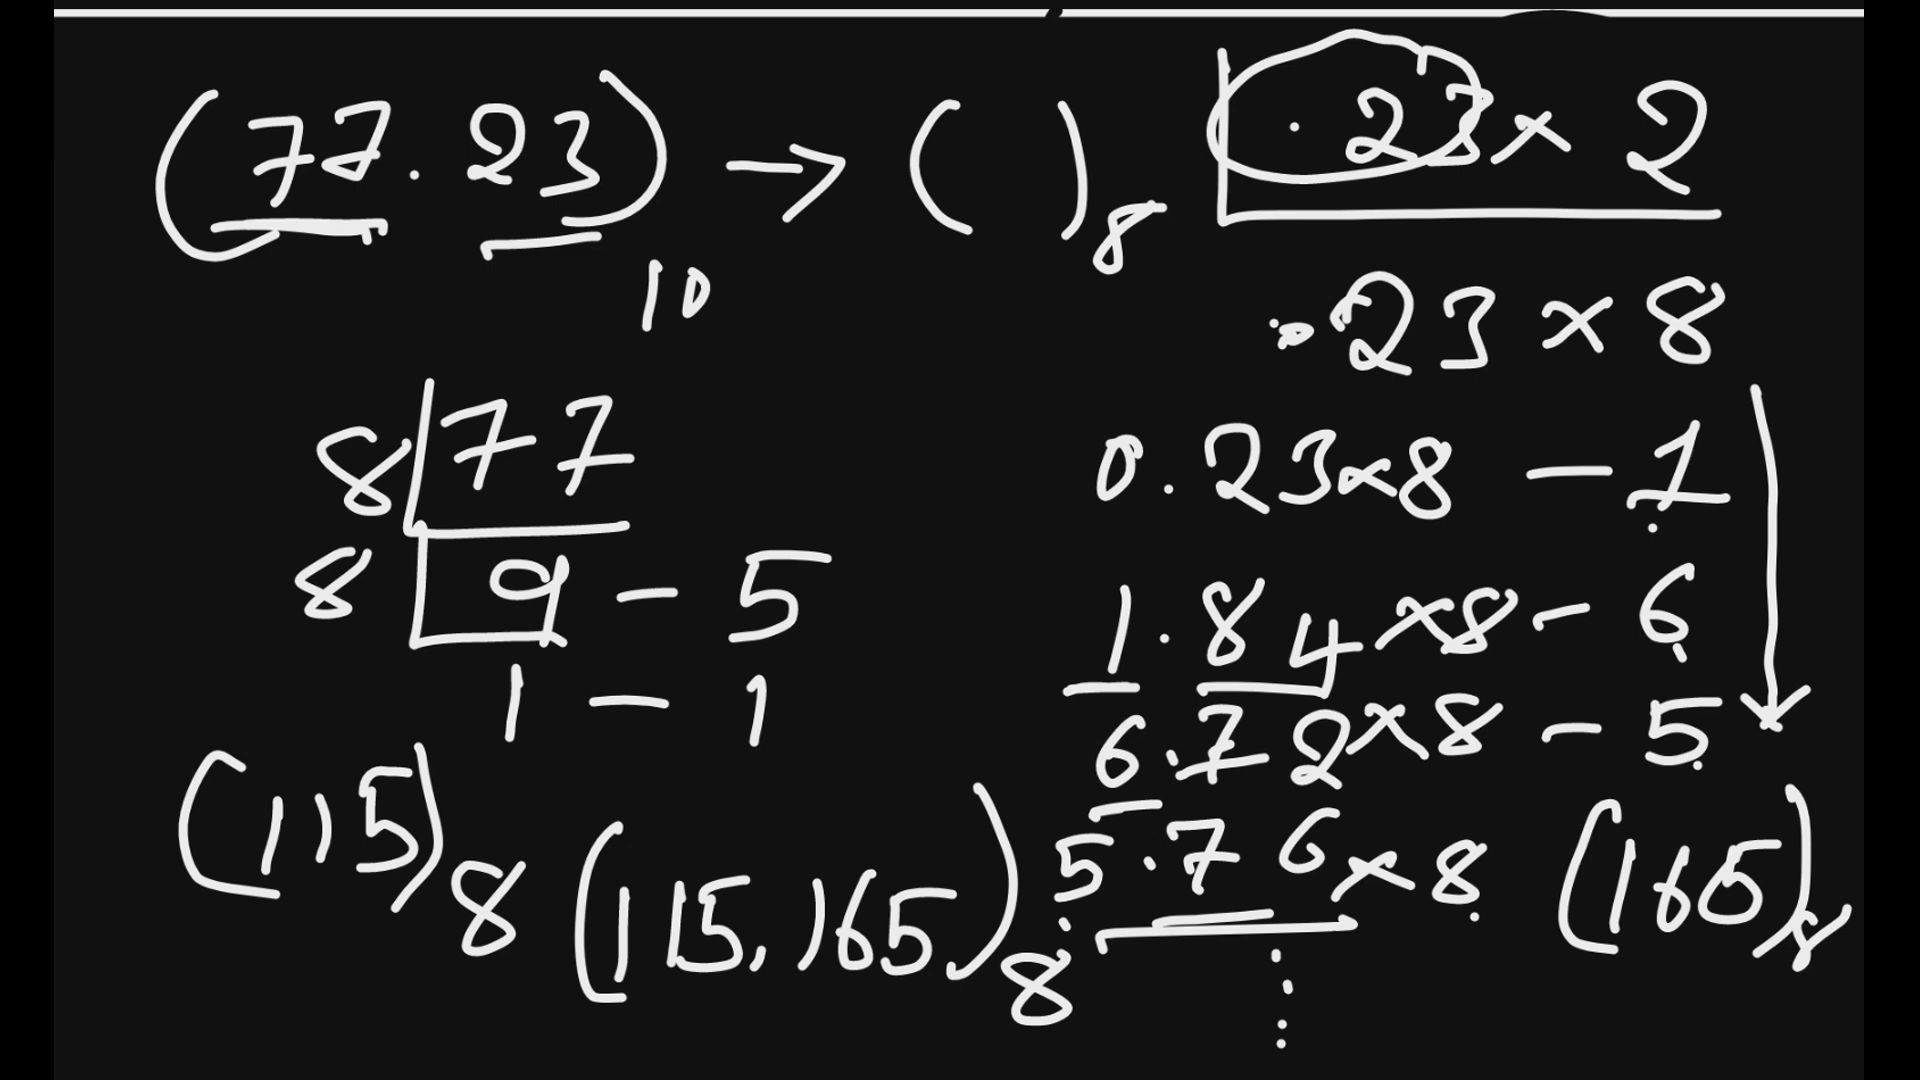 (77.23)10 → ( )8
.23 × 2
.23 × 8
8 77
8 9 - 5
1 - 1
(115)8
0.23×8 - 1
1.84×8 - 6
6.72×8 - 5
5.76×8
(165)8
(115.165)8